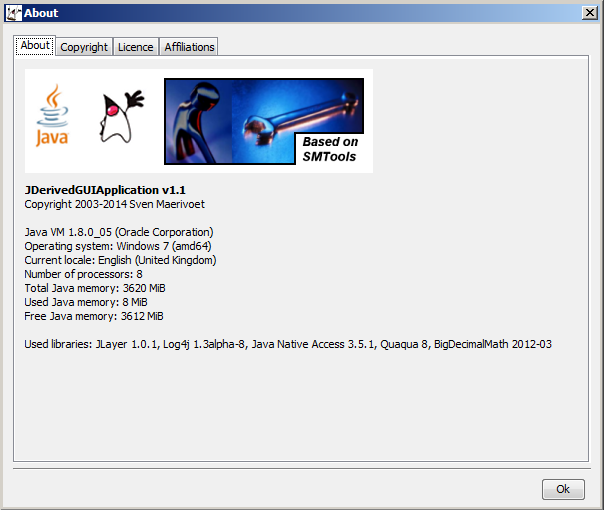 About
About
Copyright
Licence
Affiliations
Java
Based on
SMTools
JDerivedGUIApplication v1.1
Copyright 2003-2014 Sven Maerivoet
Java VM 1.8.0_05 (Oracle Corporation)
Operating system: Windows 7 (amd64)
Current locale: English (United Kingdom)
Number of processors: 8
Total Java memory: 3620 MiB
Used Java memory: 8 MiB
Free Java memory: 3612 MiB
Used libraries: JLayer 1.0.1, Log4j 1.3alpha-8, Java Native Access 3.5.1, Quaqua 8, BigDecimalMath 2012-03
Ok